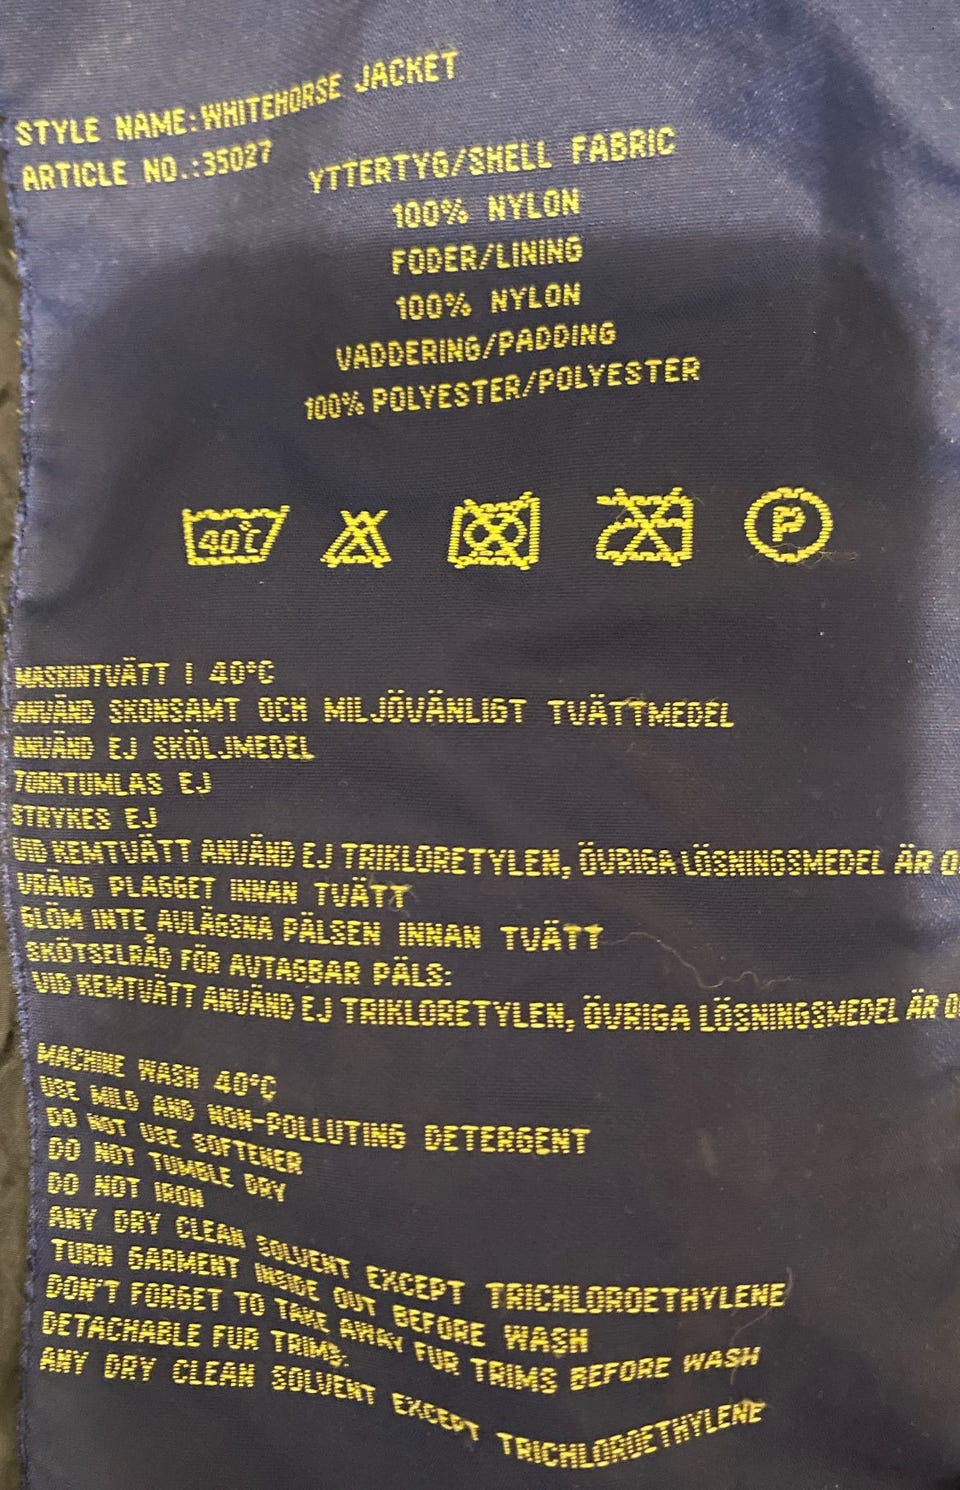 STYLE NAME:WHITEHORSE JACKET
ARTICLE NO.:35027
YTTERTYG/SHELL FABRIC
100% NYLON
FODER/LINING
100% NYLON
VADDERING/PADDING
100% POLYESTER/POLYESTER
40°C
P
MASKINTVÄTT I 40°C
ANVÄND SKONSAMT OCH MILJÖVÄNLIGT TVÄTTMEDEL
ANVÄND EJ SKÖLJMEDEL
TORKTUMLAS EJ
STRYKES EJ
VID KEMTVÄTT ANVÄND EJ TRIKLORETYLEN, ÖVRIGA LÖSNINGSMEDEL ÄR
VRÄNG PLAGGET INNAN TVÄTT
GLÖM INTE AVLÄGSNA PÄLSEN INNAN TVÄTT
SKÖTSELRÅD FÖR AVTAGBAR PÄLS:
VID KEMTVÄTT ANVÄND EJ TRIKLORETYLEN, ÖVRIGA LÖSNINGSMEDEL ÄR
MACHINE WASH 40°C
USE MILD AND NON-POLLUTING DETERGENT
DO NOT USE SOFTENER
DO NOT TUMBLE DRY
DO NOT IRON
ANY DRY CLEAN SOLVENT EXCEPT TRICHLOROETHYLENE
TURN GARMENT INSIDE OUT BEFORE WASH
DON'T FORGET TO TAKE AWAY FUR TRIMS BEFORE WASH
DETACHABLE FUR TRIMS:
ANY DRY CLEAN SOLVENT EXCEPT TRICHLOROETHYLENE